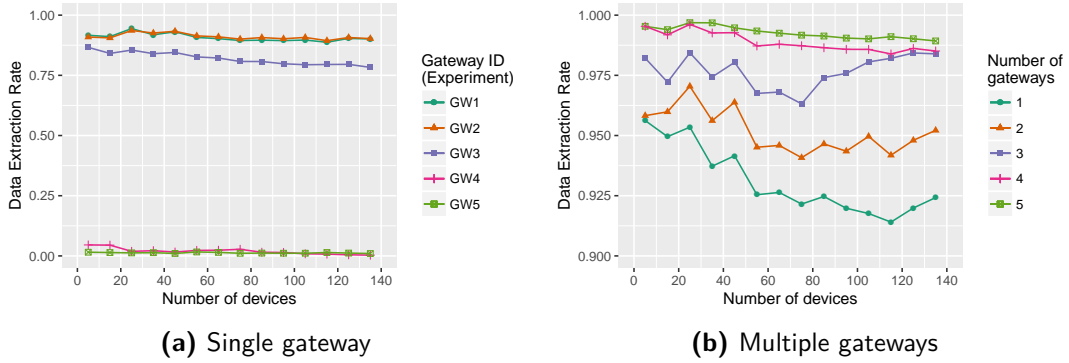 1.00
0.75
0.50
0.25
0.00
Data Extraction Rate
0 20 40 60 80 100 120 140
Number of devices
Gateway ID
(Experiment)
GW1
GW2
GW3
GW4
GW5
(a) Single gateway
1.000
0.975
0.950
0.925
0.900
Data Extraction Rate
0 20 40 60 80 100 120 140
Number of devices
Number of
gateways
1
2
3
4
5
(b) Multiple gateways